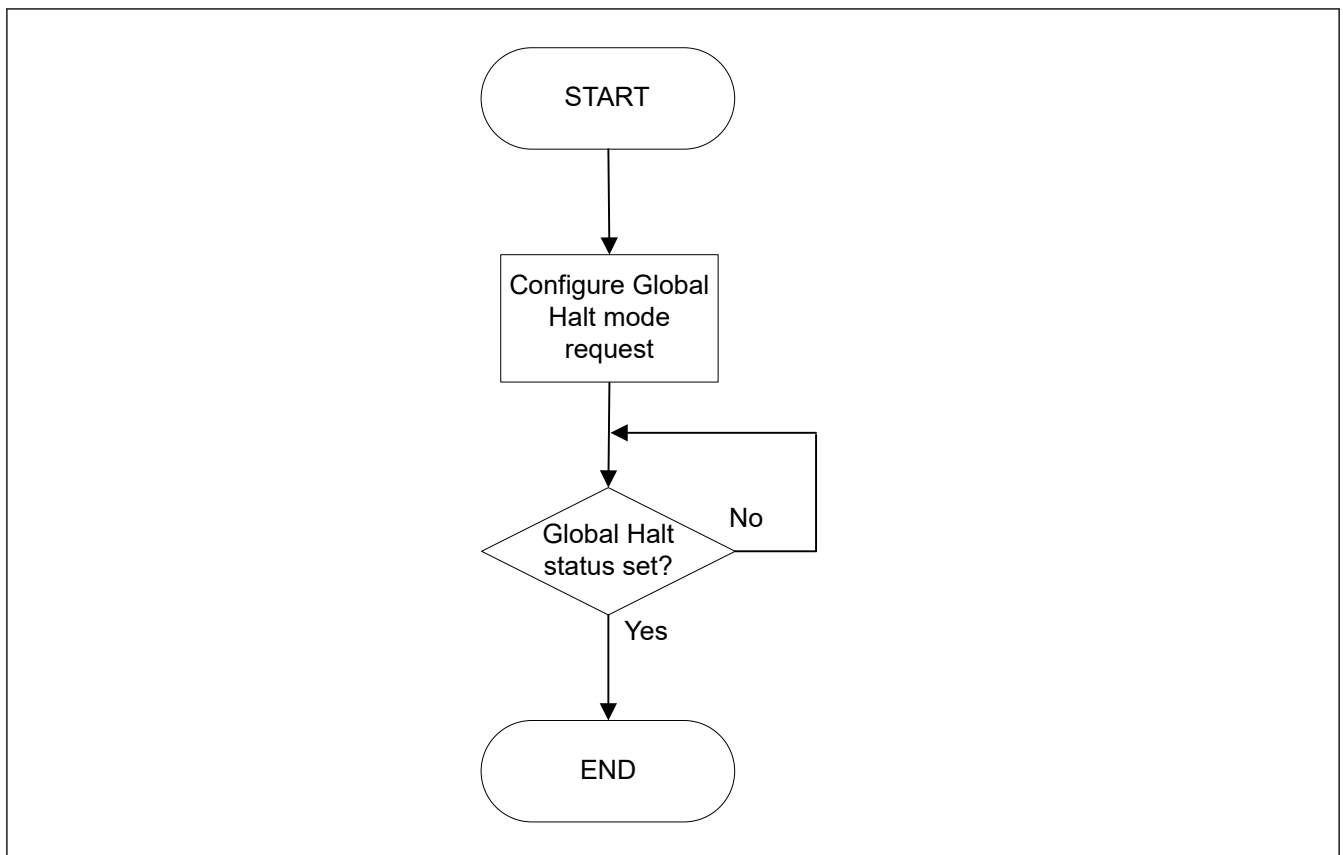 START
Configure Global
Halt mode
request
No
Global Halt
status set?
Yes
END